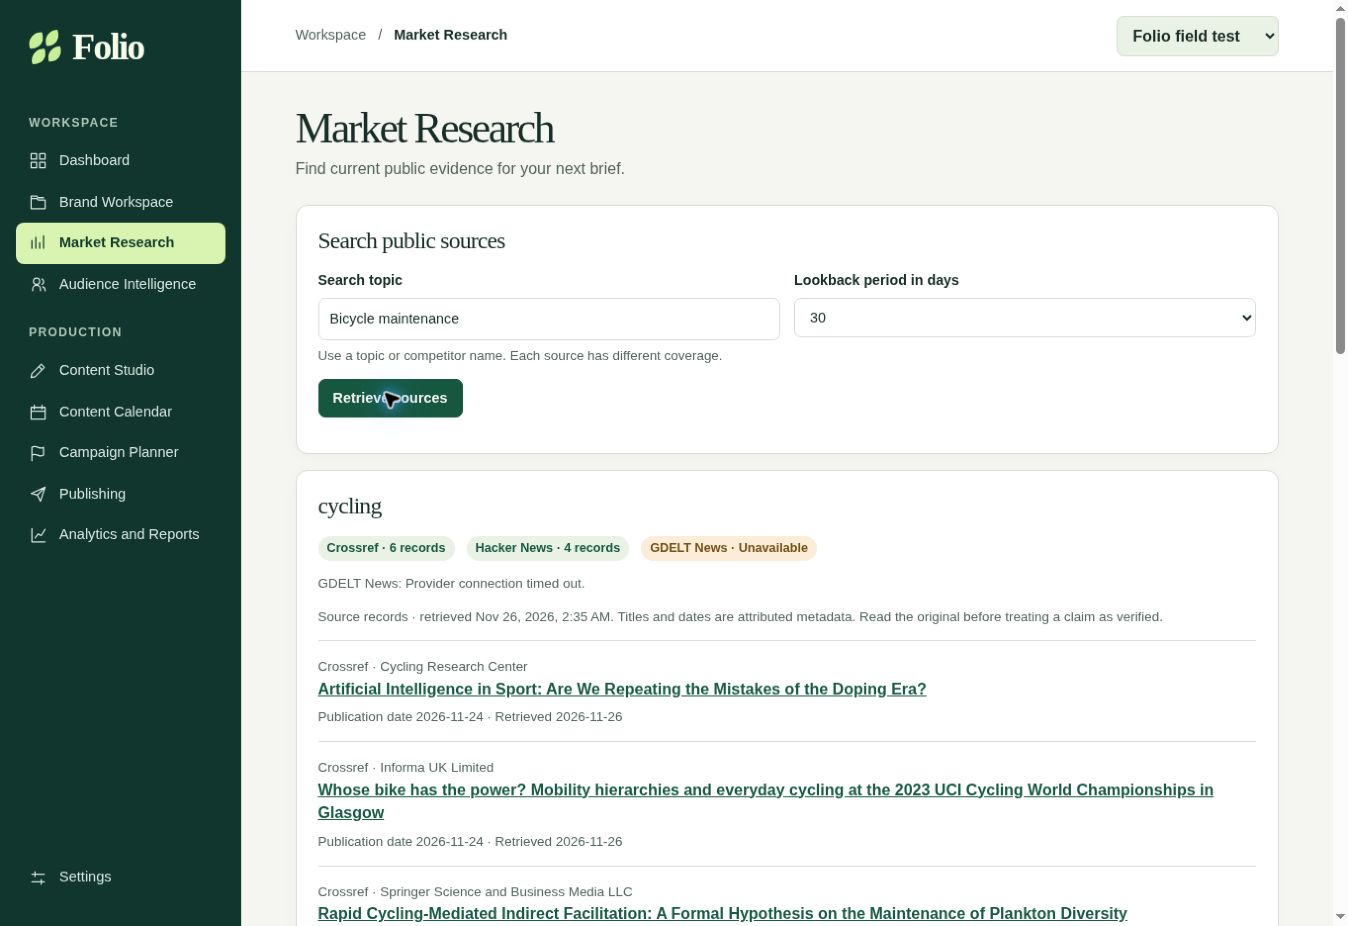 Folio
WORKSPACE
Dashboard
Brand Workspace
Market Research
Audience Intelligence
PRODUCTION
Content Studio
Content Calendar
Campaign Planner
Publishing
Analytics and Reports
Settings
Workspace / Market Research
Folio field test
Market Research
Find current public evidence for your next brief.
Search public sources
Search topic
Lookback period in days
Bicycle maintenance
30
Use a topic or competitor name. Each source has different coverage.
Retrieve sources
cycling
Crossref · 6 records
Hacker News · 4 records
GDELT News · Unavailable
GDELT News: Provider connection timed out.
Source records · retrieved Nov 26, 2026, 2:35 AM. Titles and dates are attributed metadata. Read the original before treating a claim as verified.
Crossref · Cycling Research Center
Artificial Intelligence in Sport: Are We Repeating the Mistakes of the Doping Era?
Publication date 2026-11-24 · Retrieved 2026-11-26
Crossref · Informa UK Limited
Whose bike has the power? Mobility hierarchies and everyday cycling at the 2023 UCI Cycling World Championships in
Glasgow
Publication date 2026-11-24 · Retrieved 2026-11-26
Crossref · Springer Science and Business Media LLC
Rapid Cycling-Mediated Indirect Facilitation: A Formal Hypothesis on the Maintenance of Plankton Diversity